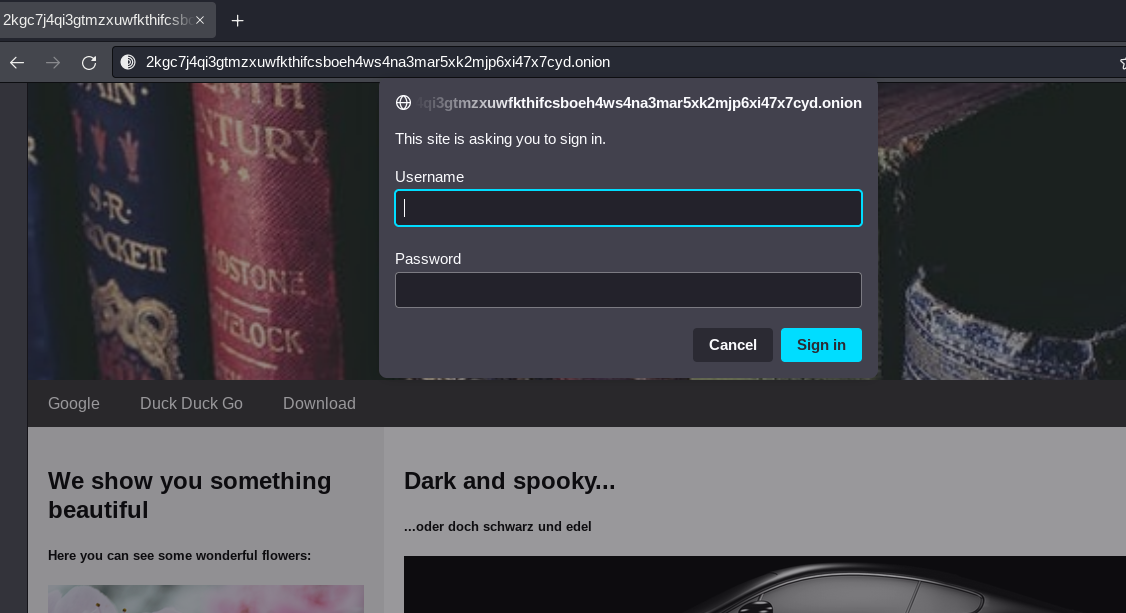 2kgc7j4qi3gtmzxuwfkthifcsb
2kgc7j4qi3gtmzxuwfkthifcsboeh4ws4na3mar5xk2mjp6xi47x7cyd.onion
4qi3gtmzxuwfkthifcsboeh4ws4na3mar5xk2mjp6xi47x7cyd.onion
This site is asking you to sign in.
Username
Password
Cancel
Sign in
TURY
S·R·
Google
Duck Duck Go
Download
We show you something
beautiful
Here you can see some wonderful flowers:
Dark and spooky...
...oder doch schwarz und edel